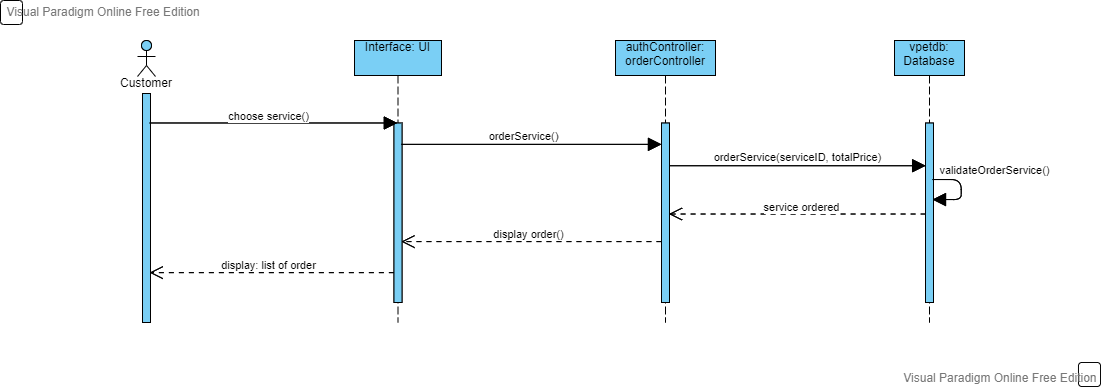 Visual Paradigm Online Free Edition
Interface: UI
authController:
orderController
vpetdb:
Database
Customer
choose service()
orderService()
orderService(serviceID, totalPrice)
validateOrderService()
service ordered
display order()
display: list of order
Visual Paradigm Online Free Edition